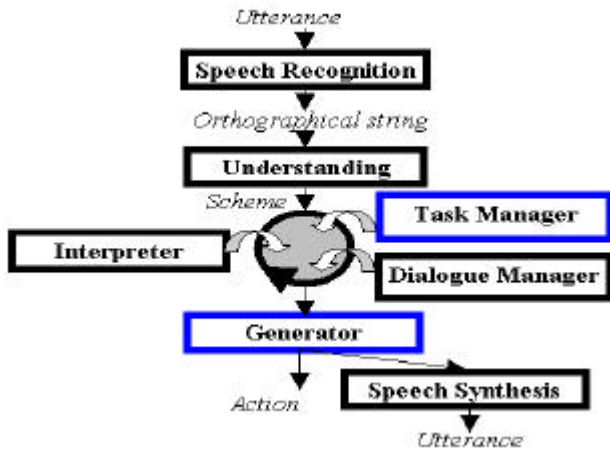 Utterance
Speech Recognition
Orthographical string
Understanding
Scheme
Task Manager
Interpreter
Dialogue Manager
Generator
Speech Synthesis
Action
Utterance